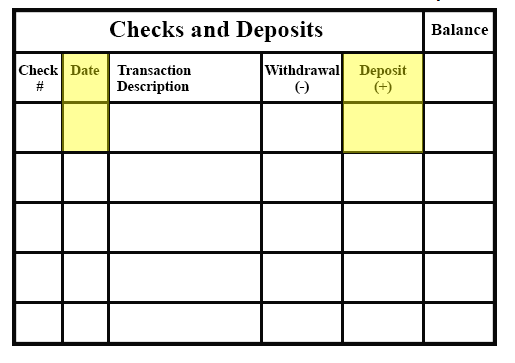 Checks and Deposits Balance
Check # Date Transaction Description Withdrawal (-) Deposit (+)